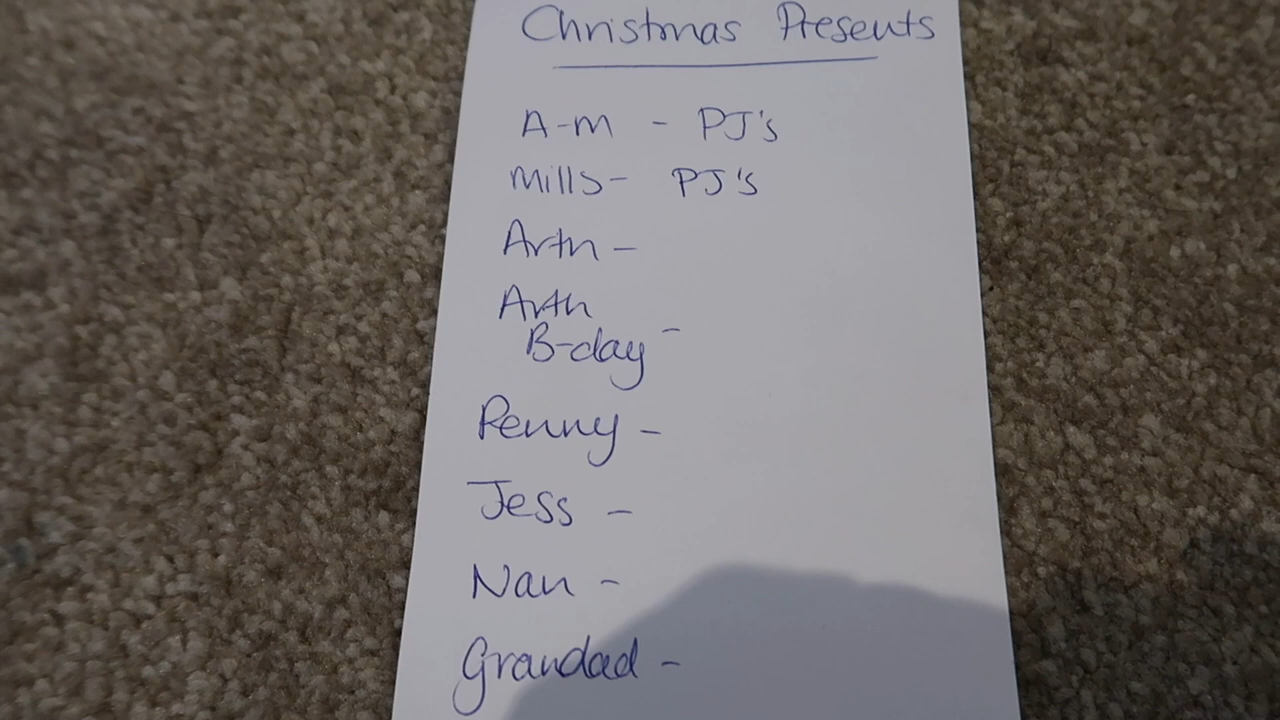 Christmas Presents
A-m - PJ's
Mills- PJ's
Arth -
Arth
B-day -
Penny -
Jess -
Nan -
Grandad -